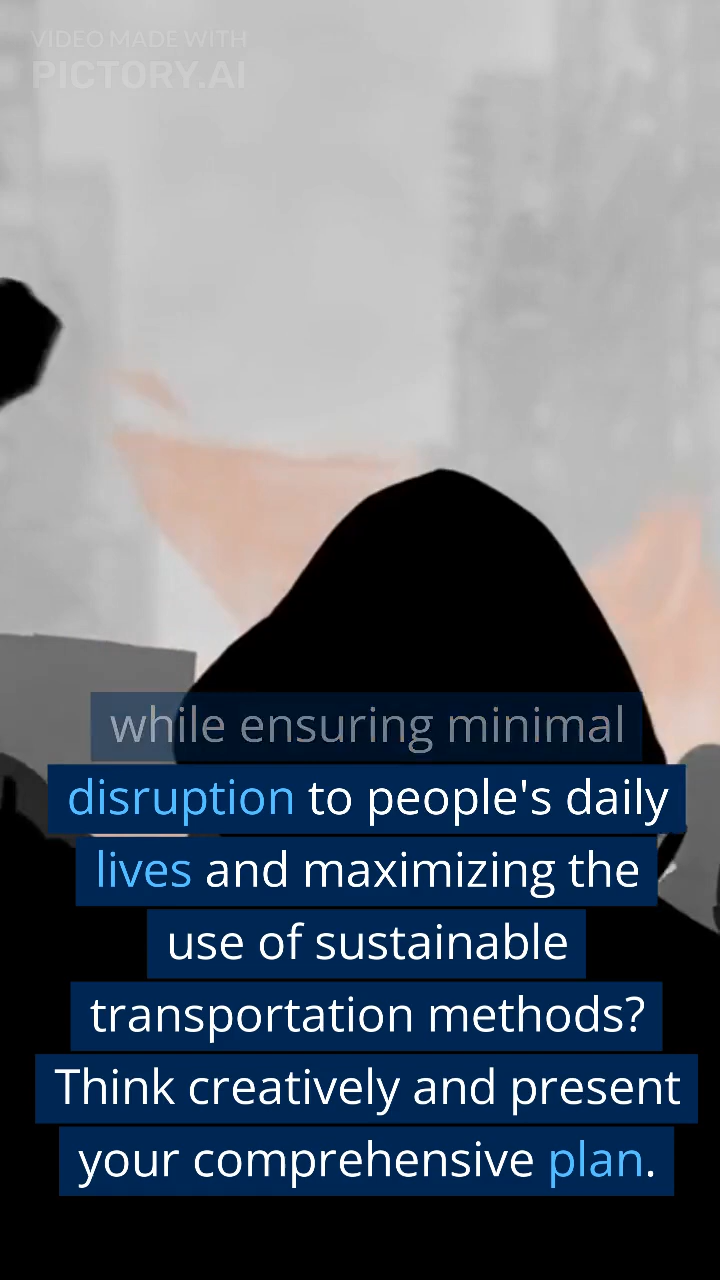 VIDEO MADE WITH
PICTORY.AI
while ensuring minimal
disruption to people's daily
lives and maximizing the
use of sustainable
transportation methods?
Think creatively and present
your comprehensive plan.